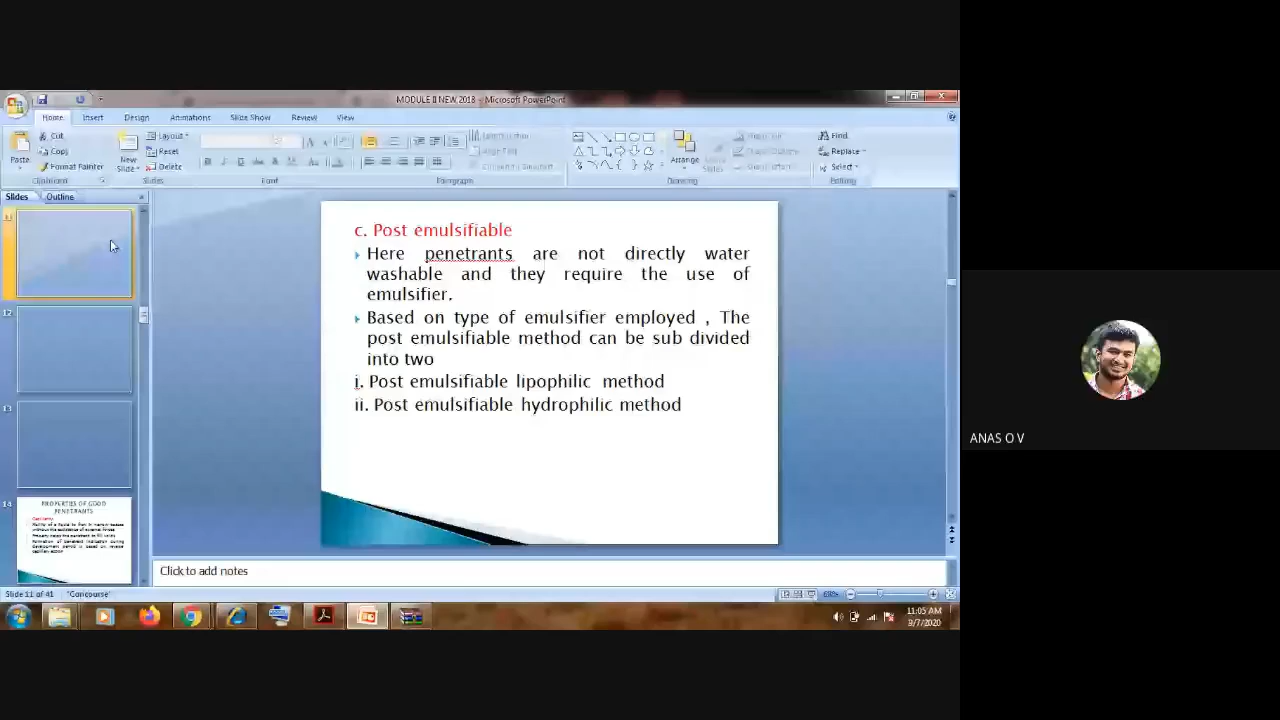 MODULE II NEW 2018 - Microsoft PowerPoint
Home Insert Design Animations Slide Show Review View
Paste
Cut
Copy
Format Painter
New
Slide
Layout
Reset
Delete
Arrange
Find
Replace
Select
Clipboard Slides Font Paragraph Drawing Editing
Slides Outline
12
13
14
PROPERTIES OF GOOD
PENETRANTS
c. Post emulsifiable
Here penetrants are not directly water
washable and they require the use of
emulsifier.
Based on type of emulsifier employed , The
post emulsifiable method can be sub divided
into two
i. Post emulsifiable lipophilic method
ii. Post emulsifiable hydrophilic method
Click to add notes
Slide 11 of 41 "Concourse"
11:05 AM
9/7/2020
ANAS O V